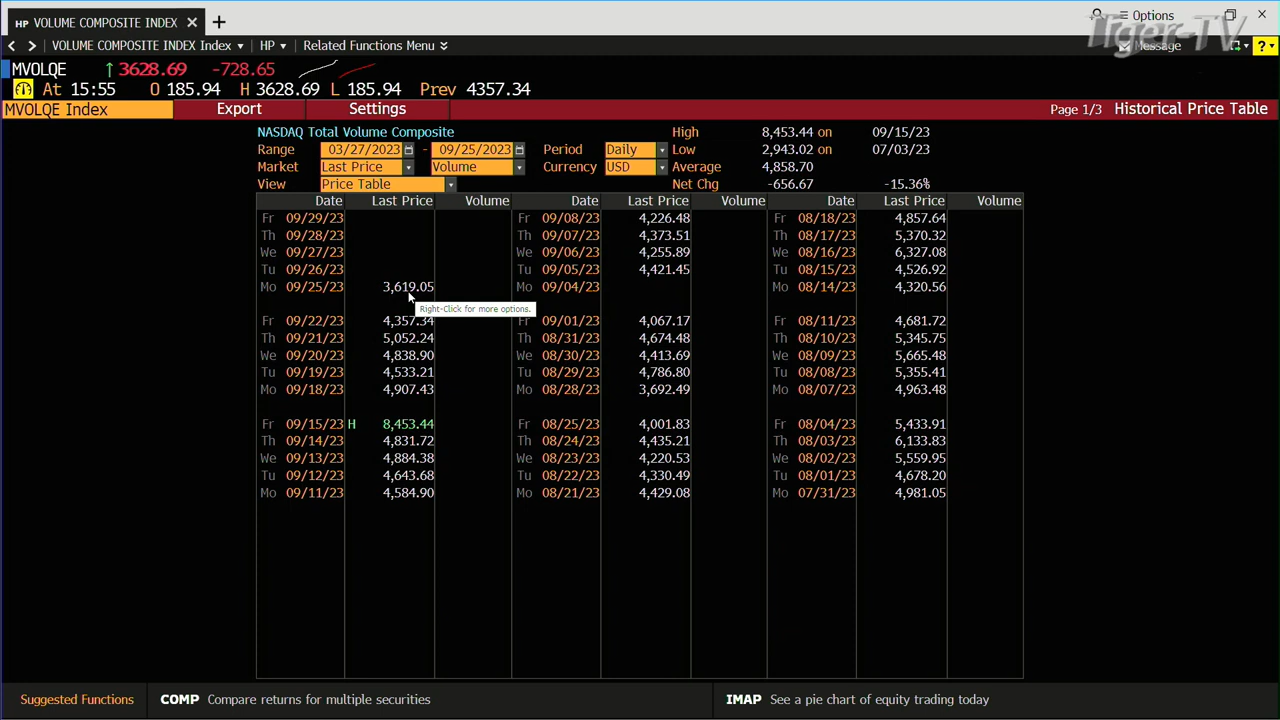 HP VOLUME COMPOSITE INDEX × +
Options
Tiger-TV
VOLUME COMPOSITE INDEX Index HP Related Functions Menu Message ?
MVOLQE ↑ 3628.69 -728.65
At 15:55 O 185.94 H 3628.69 L 185.94 Prev 4357.34
MVOLQE Index Export Settings Page 1/3 Historical Price Table
NASDAQ Total Volume Composite High 8,453.44 on 09/15/23
Range 03/27/2023 - 09/25/2023 Period Daily Low 2,943.02 on 07/03/23
Market Last Price Volume Currency USD Average 4,858.70
View Price Table Net Chg -656.67 -15.36%
Date Last Price Volume Date Last Price Volume Date Last Price Volume
Fr 09/29/23 Fr 09/08/23 4,226.48 Fr 08/18/23 4,857.64
Th 09/28/23 Th 09/07/23 4,373.51 Th 08/17/23 5,370.32
We 09/27/23 We 09/06/23 4,255.89 We 08/16/23 6,327.08
Tu 09/26/23 Tu 09/05/23 4,421.45 Tu 08/15/23 4,526.92
Mo 09/25/23 3,619.05 Mo 09/04/23 Mo 08/14/23 4,320.56
Right-Click for more options.
Fr 09/22/23 4,357.34 Fr 09/01/23 4,067.17 Fr 08/11/23 4,681.72
Th 09/21/23 5,052.24 Th 08/31/23 4,674.48 Th 08/10/23 5,345.75
We 09/20/23 4,838.90 We 08/30/23 4,413.69 We 08/09/23 5,665.48
Tu 09/19/23 4,533.21 Tu 08/29/23 4,786.80 Tu 08/08/23 5,355.41
Mo 09/18/23 4,907.43 Mo 08/28/23 3,692.49 Mo 08/07/23 4,963.48
Fr 09/15/23 H 8,453.44 Fr 08/25/23 4,001.83 Fr 08/04/23 5,433.91
Th 09/14/23 4,831.72 Th 08/24/23 4,435.21 Th 08/03/23 6,133.83
We 09/13/23 4,884.38 We 08/23/23 4,220.53 We 08/02/23 5,559.95
Tu 09/12/23 4,643.68 Tu 08/22/23 4,330.49 Tu 08/01/23 4,678.20
Mo 09/11/23 4,584.90 Mo 08/21/23 4,429.08 Mo 07/31/23 4,981.05
Suggested Functions COMP Compare returns for multiple securities IMAP See a pie chart of equity trading today